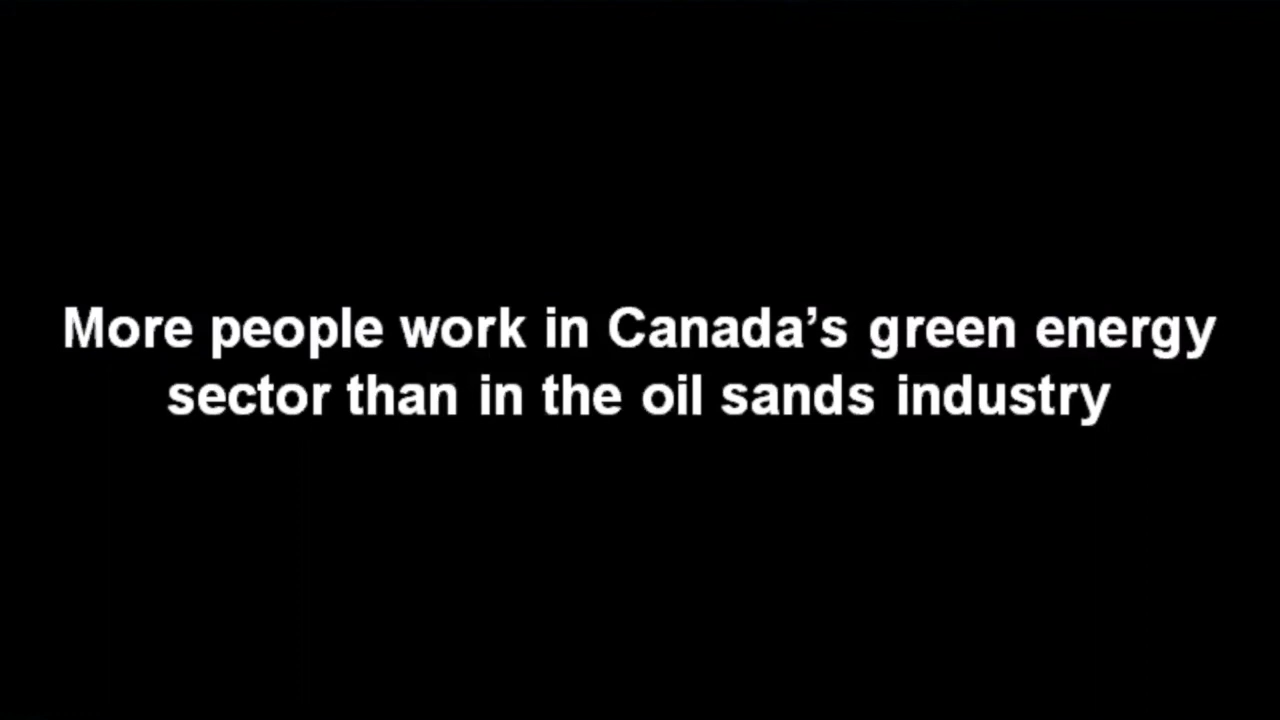 More people work in Canada’s green energy
sector than in the oil sands industry